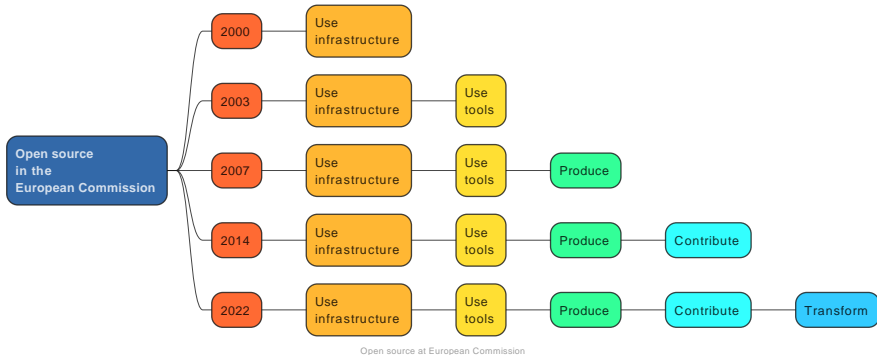 Open source
in the
European Commission
2000
Use
infrastructure
2003
Use
infrastructure
Use
tools
2007
Use
infrastructure
Use
tools
Produce
2014
Use
infrastructure
Use
tools
Produce
Contribute
2022
Use
infrastructure
Use
tools
Produce
Contribute
Transform
Open source at European Commission